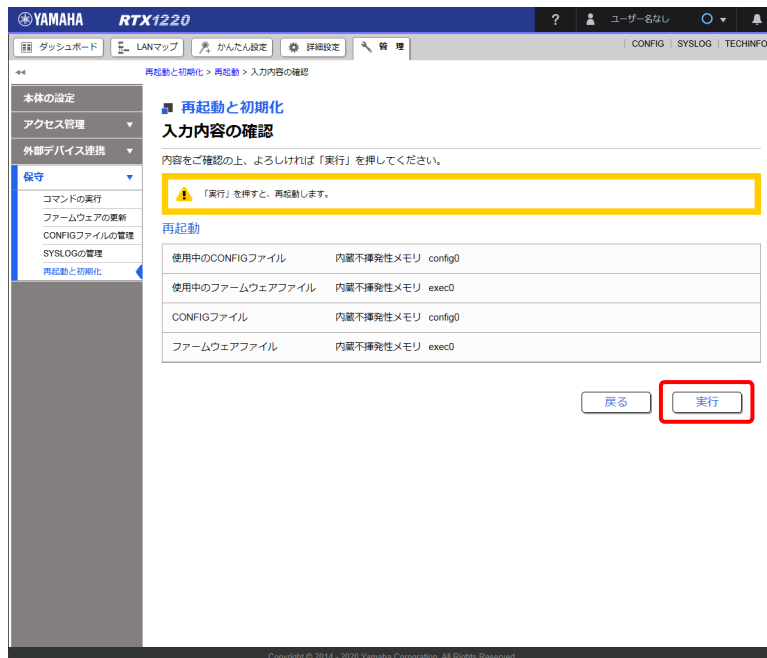 YAMAHA RTX1220 ? ユーザーなし
ダッシュボード LANマップ かんたん設定 詳細設定 管理 CONFIG SYSLOG TECHINFO
再起動と初期化 > 再起動 > 入力内容の確認
本体の設定
アクセス管理
外部デバイス連携
保守
コマンドの実行
ファームウェアの更新
CONFIGファイルの管理
SYSLOGの管理
再起動と初期化
再起動と初期化
入力内容の確認
内容をご確認の上、よろしければ「実行」を押してください。
「実行」を押すと、再起動します。
再起動
使用中のCONFIGファイル 内蔵不揮発性メモリ config0
使用中のファームウェアファイル 内蔵不揮発性メモリ exec0
CONFIGファイル 内蔵不揮発性メモリ config0
ファームウェアファイル 内蔵不揮発性メモリ exec0
戻る 実行
Copyright © 2014 - 2020 Yamaha Corporation. All Rights Reserved.